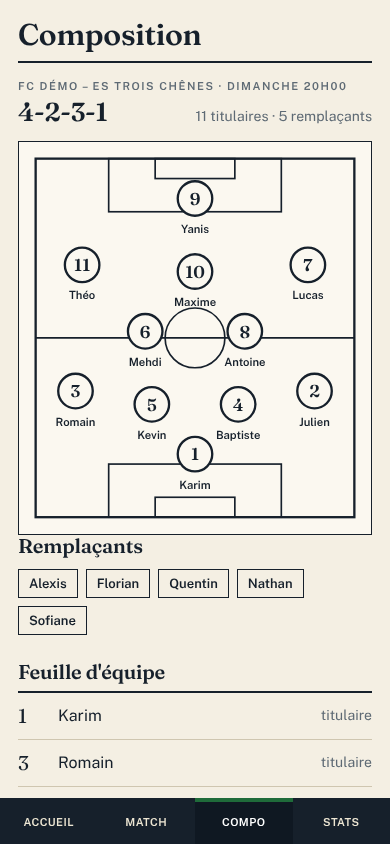 Composition
FC DÉMO – ES TROIS CHÊNES · DIMANCHE 20H00
4-2-3-1
11 titulaires · 5 remplaçants
9
Yanis
11
Théo
10
Maxime
7
Lucas
6
Mehdi
8
Antoine
3
Romain
5
Kevin
4
Baptiste
2
Julien
1
Karim
Remplaçants
Alexis Florian Quentin Nathan
Sofiane
Feuille d'équipe
1 Karim titulaire
3 Romain titulaire
ACCUEIL MATCH COMPO STATS